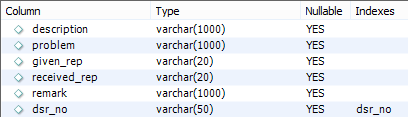 Column Type Nullable Indexes
description varchar(1000) YES
problem varchar(1000) YES
given_rep varchar(20) YES
received_rep varchar(20) YES
remark varchar(1000) YES
dsr_no varchar(50) YES dsr_no